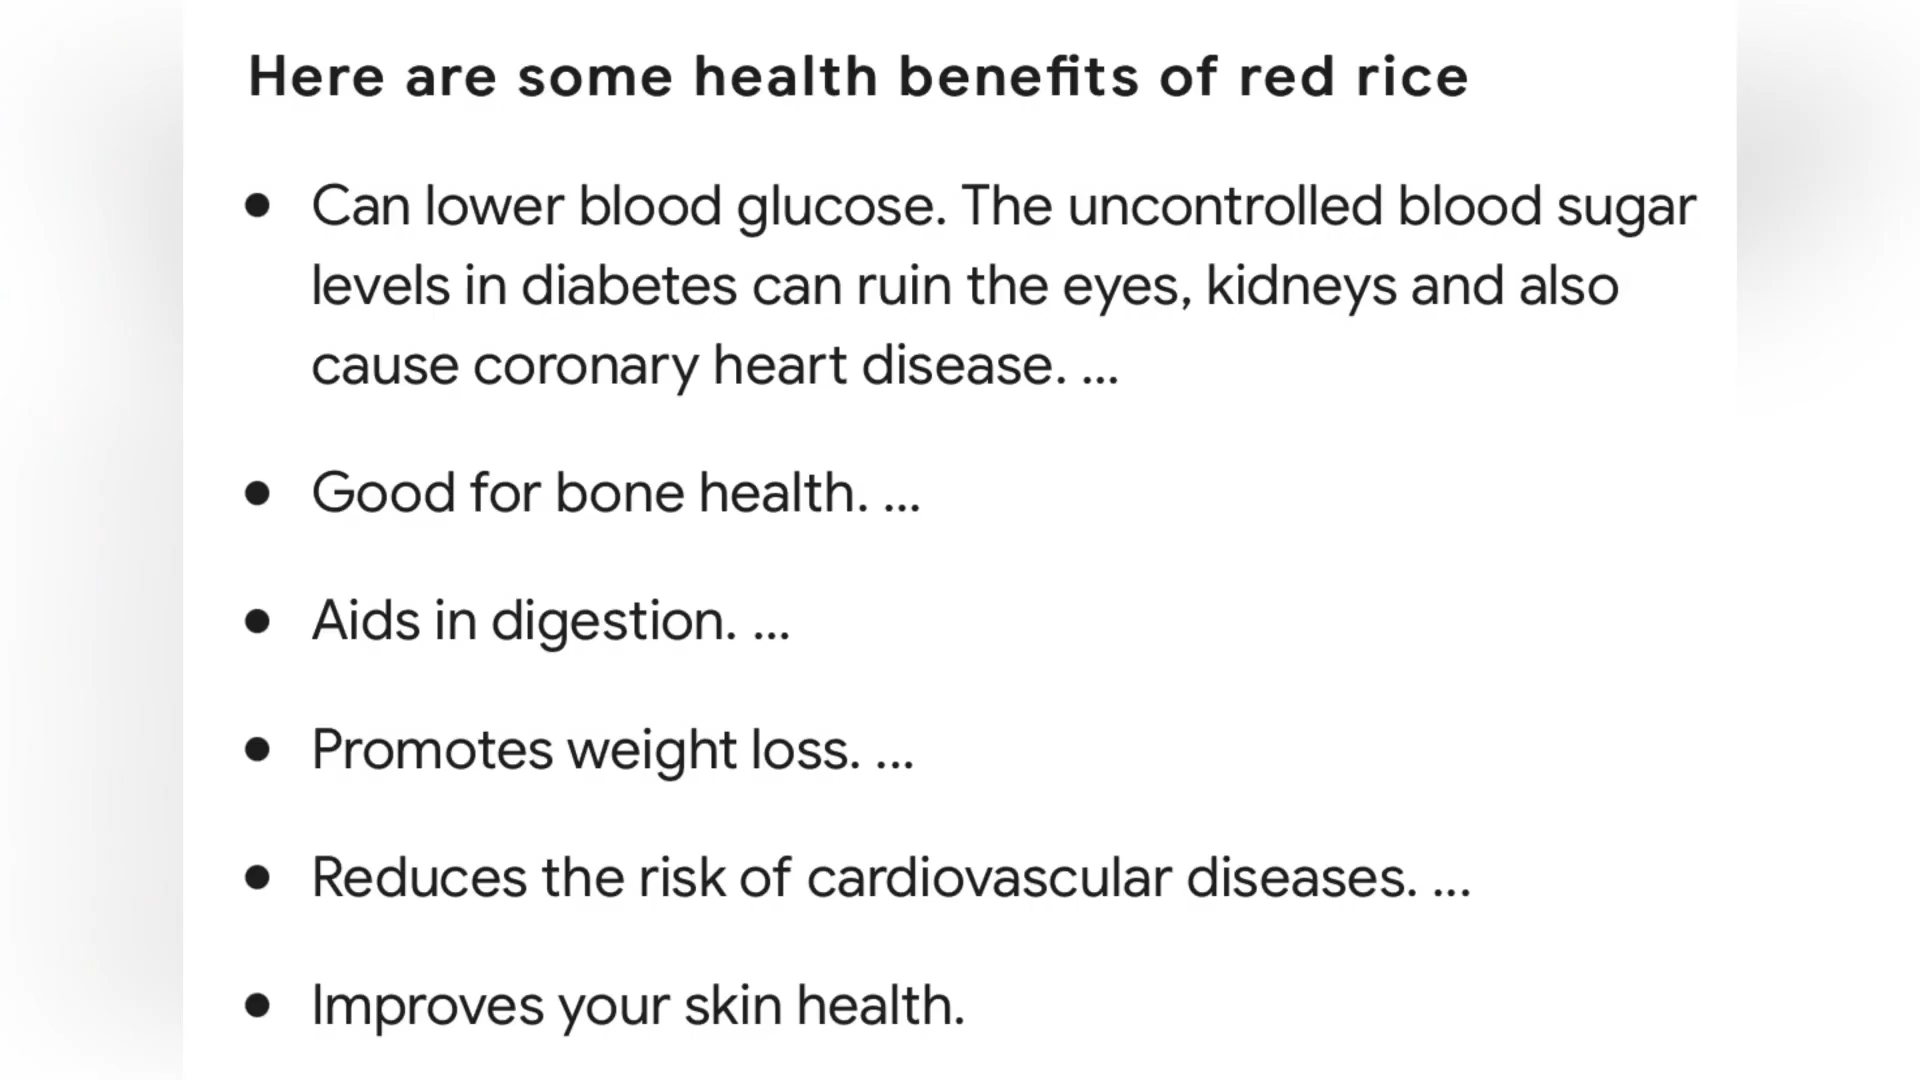 Here are some health benefits of red rice
● Can lower blood glucose. The uncontrolled blood sugar
levels in diabetes can ruin the eyes, kidneys and also
cause coronary heart disease. ...
● Good for bone health. ...
● Aids in digestion. ...
● Promotes weight loss. ...
● Reduces the risk of cardiovascular diseases. ...
● Improves your skin health.